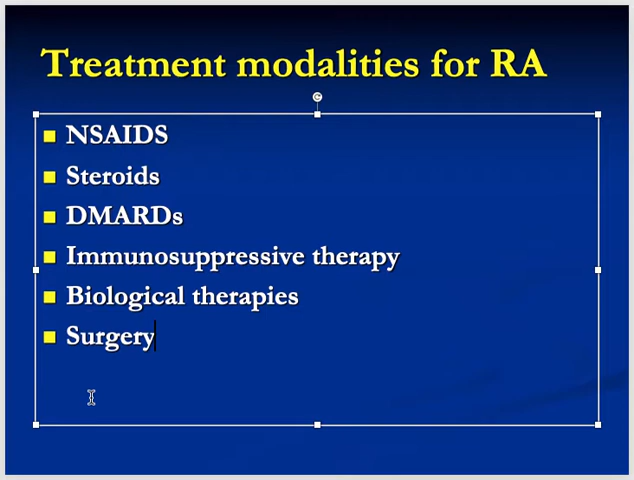 Treatment modalities for RA
NSAIDS
Steroids
DMARDs
Immunosuppressive therapy
Biological therapies
Surgery